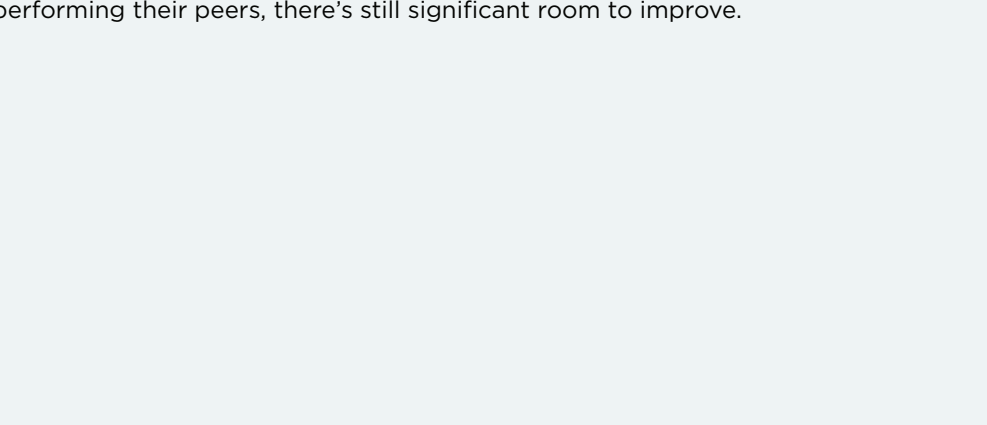 performing their peers, there’s still significant room to improve.